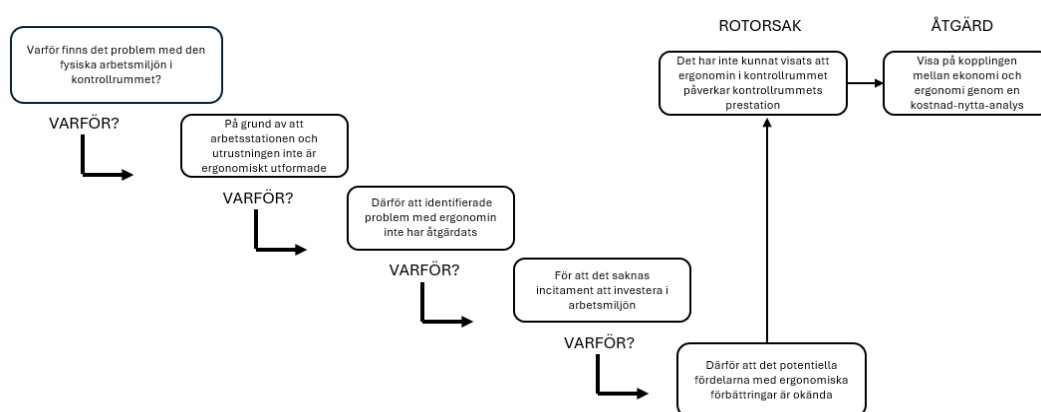 ROTORSAK
ÅTGÄRD
Varför finns det problem med den
fysiska arbetsmiljön i
kontrollrummet?
Det har inte kunnat visats att
ergonomin i kontrollrummet
påverkar kontrollrummets
prestation
Visa på kopplingen
mellan ekonomi och
ergonomi genom en
kostnad-nytta-analys
VARFÖR?
På grund av att
arbetsstationen och
utrustningen inte är
ergonomiskt utformade
VARFÖR?
Därför att identifierade
problem med ergonomin
inte har åtgärdats
VARFÖR?
För att det saknas
incitament att investera i
arbetsmiljön
VARFÖR?
Därför att det potentiella
fördelarna med ergonomiska
förbättringar är okända